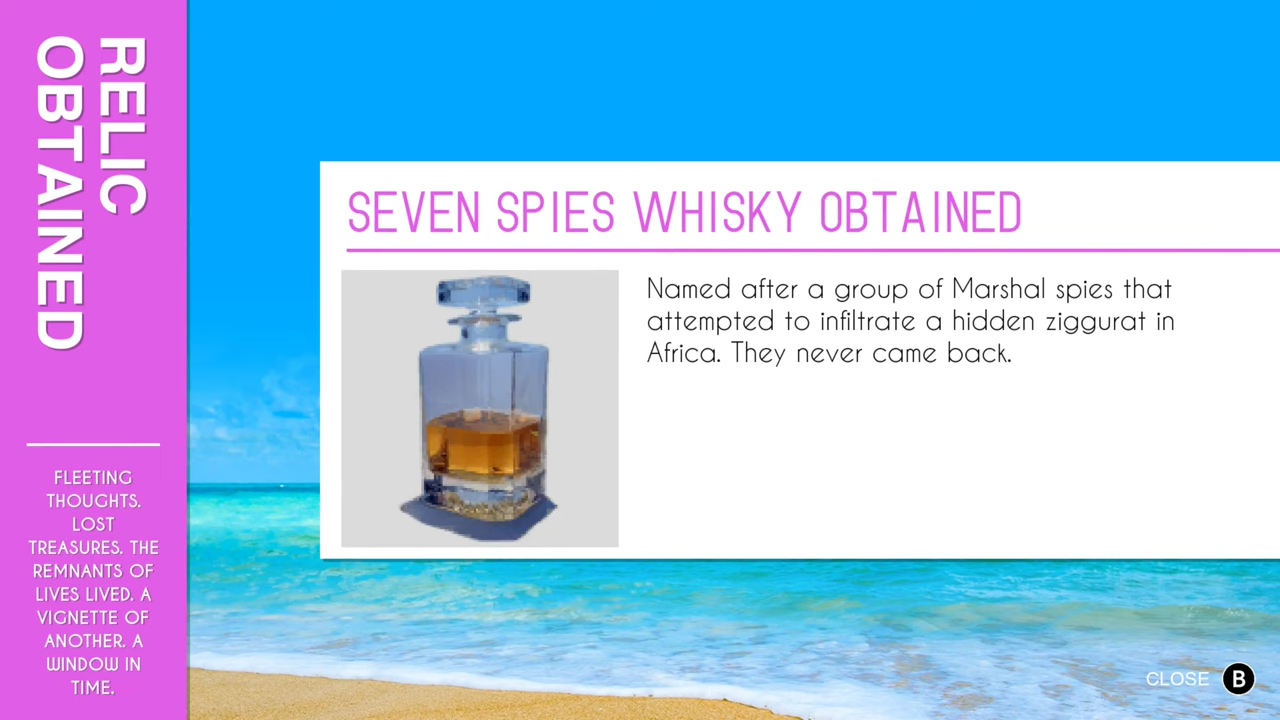 RELIC
OBTAINED
FLEETING
THOUGHTS.
LOST
TREASURES. THE
REMNANTS OF
LIVES LIVED. A
VIGNETTE OF
ANOTHER. A
WINDOW IN
TIME.
SEVEN SPIES WHISKY OBTAINED
Named after a group of Marshal spies that
attempted to infiltrate a hidden ziggurat in
Africa. They never came back.
CLOSE B